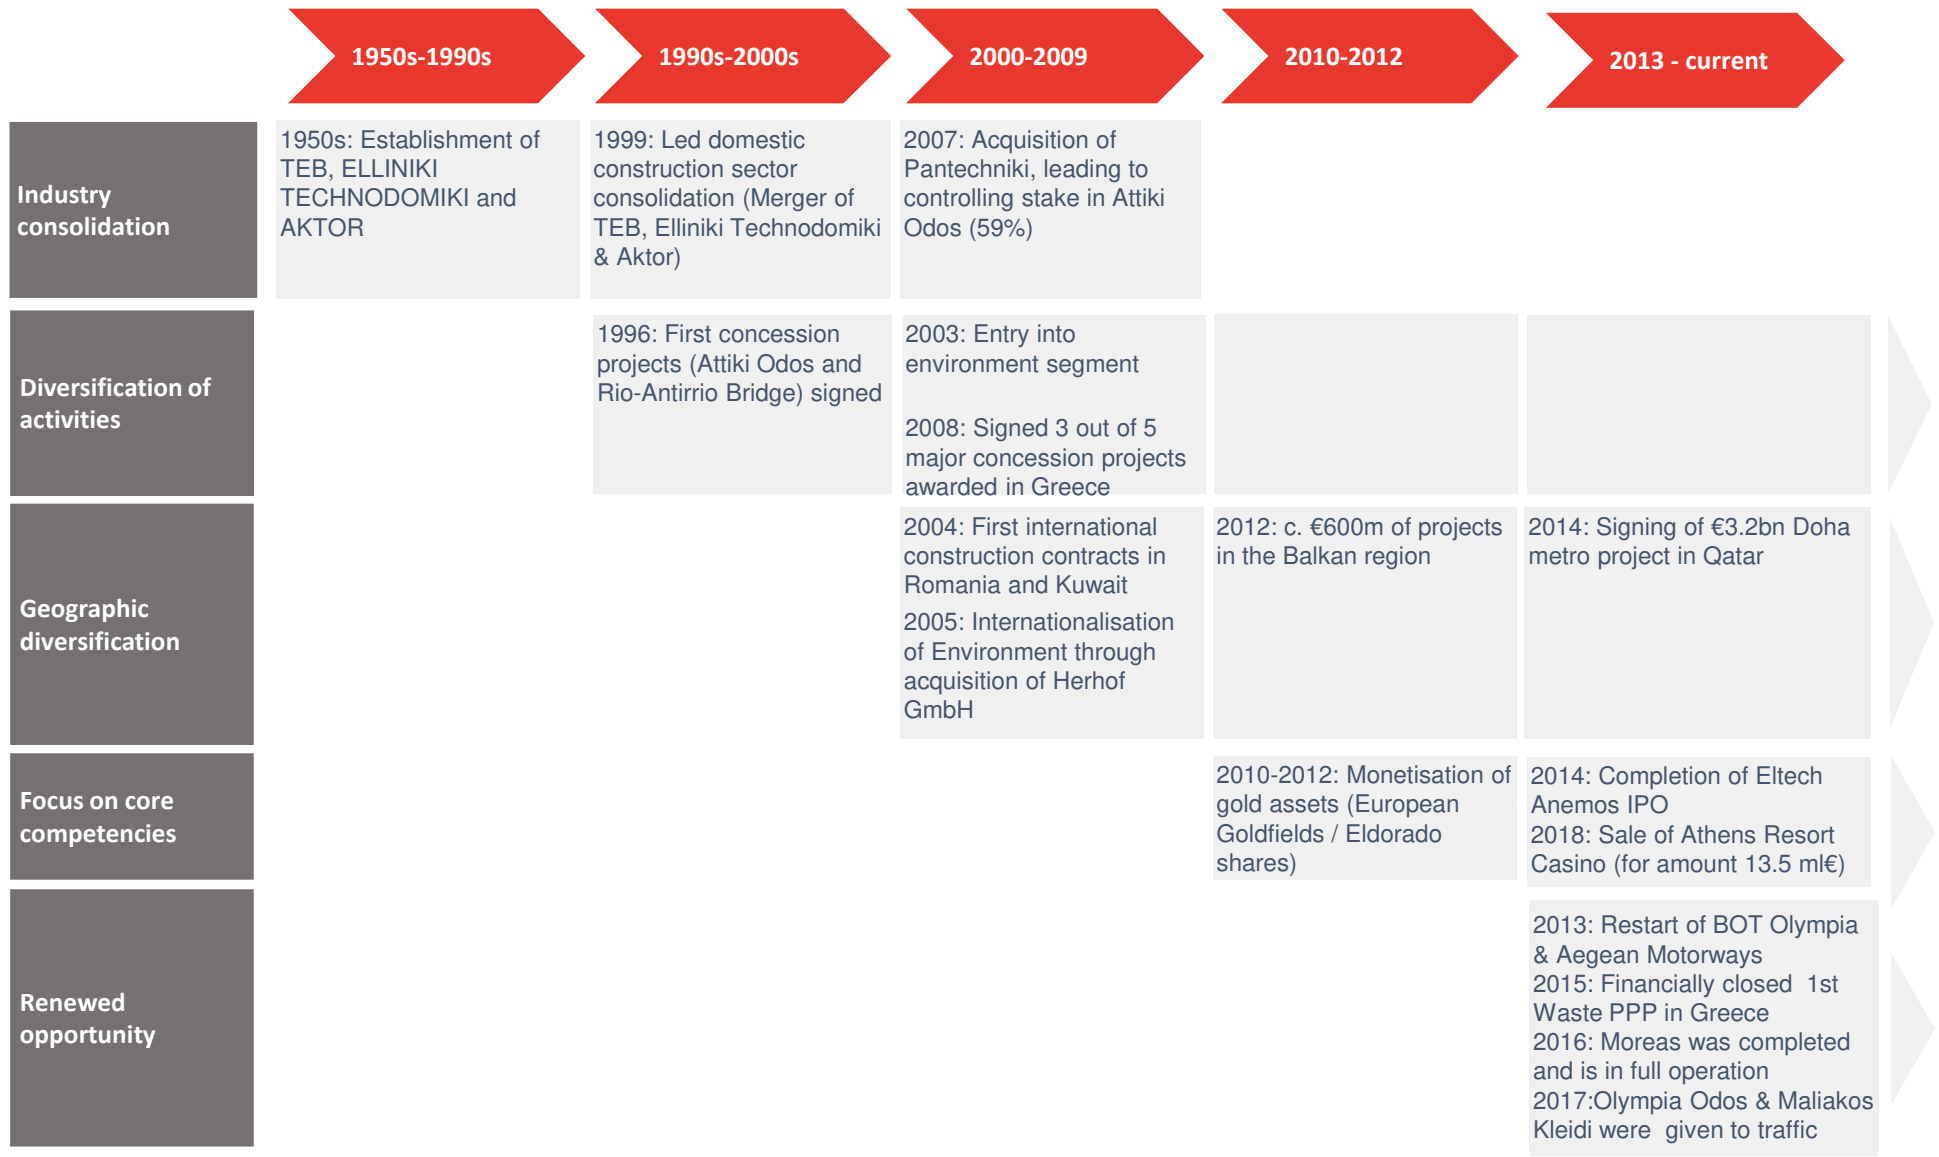 1950s-1990s
1990s-2000s
2000-2009
2010-2012
2013 - current
Industry
consolidation
1950s: Establishment of
TEB, ELLINIKI
TECHNODOMIKI and
AKTOR
1999: Led domestic
construction sector
consolidation (Merger of
TEB, Elliniki Technodomiki
& Aktor)
2007: Acquisition of
Pantechniki, leading to
controlling stake in Attiki
Odos (59%)
Diversification of
activities
1996: First concession
projects (Attiki Odos and
Rio-Antirrio Bridge) signed
2003: Entry into
environment segment
2008: Signed 3 out of 5
major concession projects
awarded in Greece
Geographic
diversification
2004: First international
construction contracts in
Romania and Kuwait
2005: Internationalisation
of Environment through
acquisition of Herhof
GmbH
2012: c. €600m of projects
in the Balkan region
2014: Signing of €3.2bn Doha
metro project in Qatar
Focus on core
competencies
2010-2012: Monetisation of
gold assets (European
Goldfields / Eldorado
shares)
2014: Completion of Eltech
Anemos IPO
2018: Sale of Athens Resort
Casino (for amount 13.5 ml€)
Renewed
opportunity
2013: Restart of BOT Olympia
& Aegean Motorways
2015: Financially closed  1st
Waste PPP in Greece
2016: Moreas was completed
and is in full operation
2017:Olympia Odos & Maliakos
Kleidi were  given to traffic